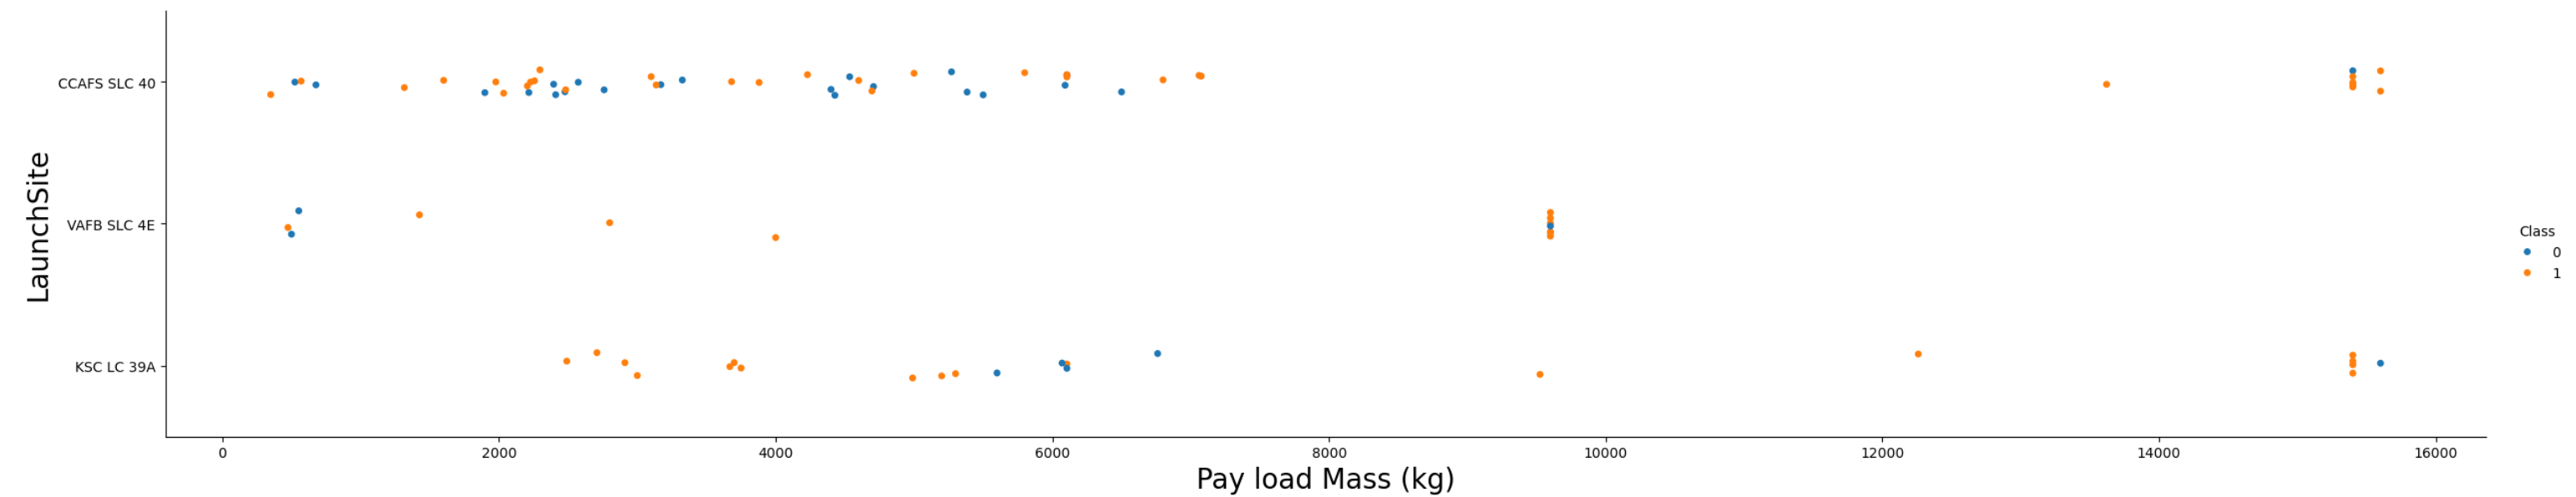 LaunchSite
CCAFS SLC 40
VAFB SLC 4E
KSC LC 39A
0 2000 4000 6000 8000 10000 12000 14000 16000
Pay load Mass (kg)
Class
0
1